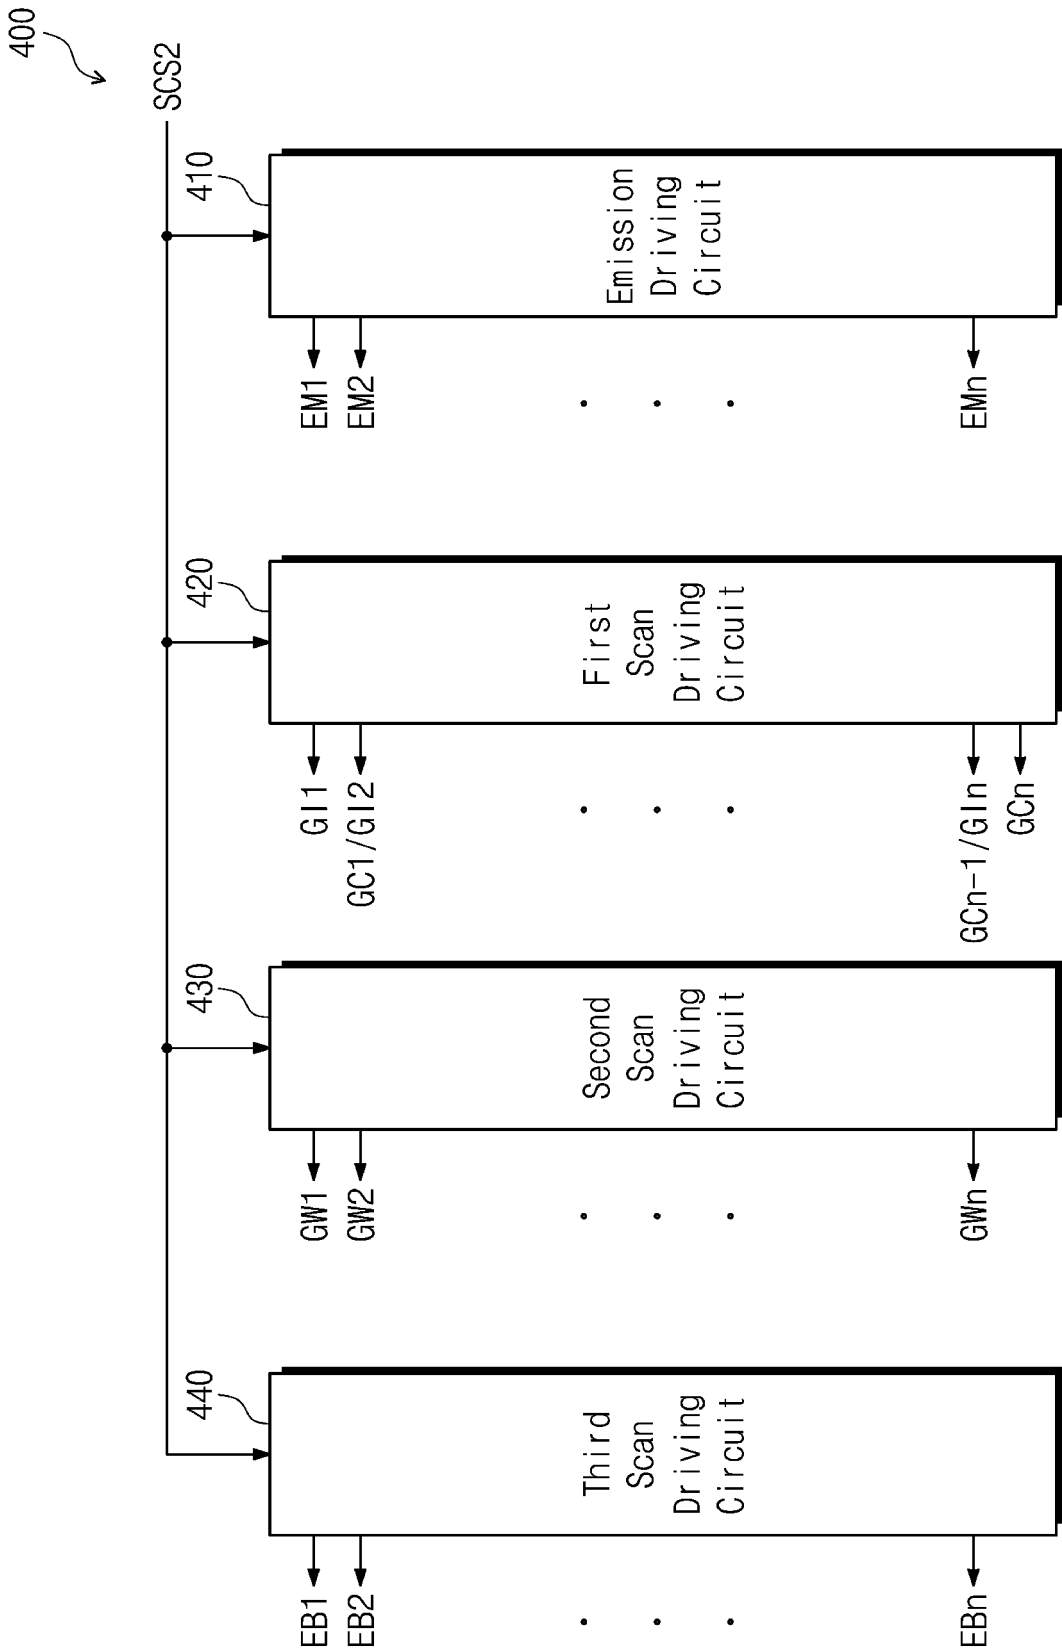 400
SCS2
410
Emission
Driving
Circuit
EM1
EM2
EMn
420
First
Scan
Driving
Circuit
GI1
GC1/GI2
GCn-1/GIn
GCn
430
Second
Scan
Driving
Circuit
GW1
GW2
GWn
440
Third
Scan
Driving
Circuit
EB1
EB2
EBn